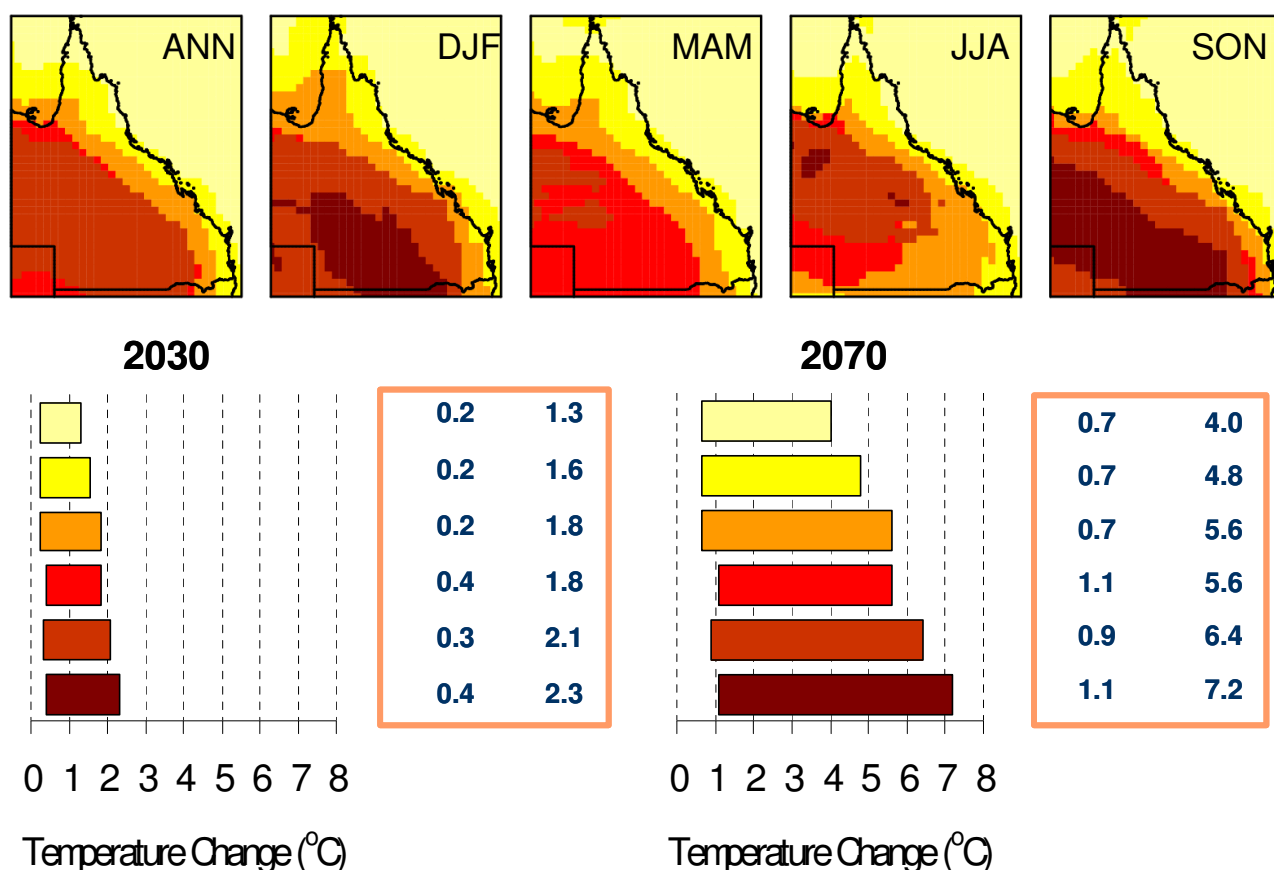 ANN DJF MAM JJA SON
2030 2070
0.2 1.3
0.2 1.6
0.2 1.8
0.4 1.8
0.3 2.1
0.4 2.3
0.7 4.0
0.7 4.8
0.7 5.6
1.1 5.6
0.9 6.4
1.1 7.2
0 1 2 3 4 5 6 7 8
0 1 2 3 4 5 6 7 8
Temperature Change (°C)
Temperature Change (°C)